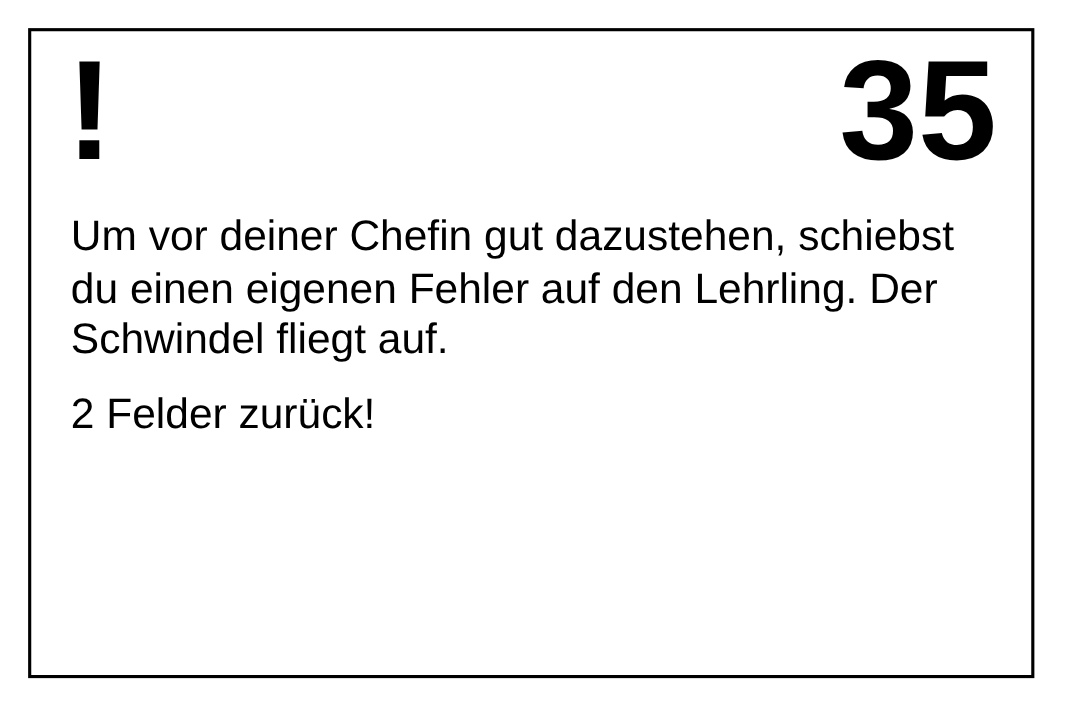 ! 35
Um vor deiner Chefin gut dazustehen, schiebst
du einen eigenen Fehler auf den Lehrling. Der
Schwindel fliegt auf.
2 Felder zurück!